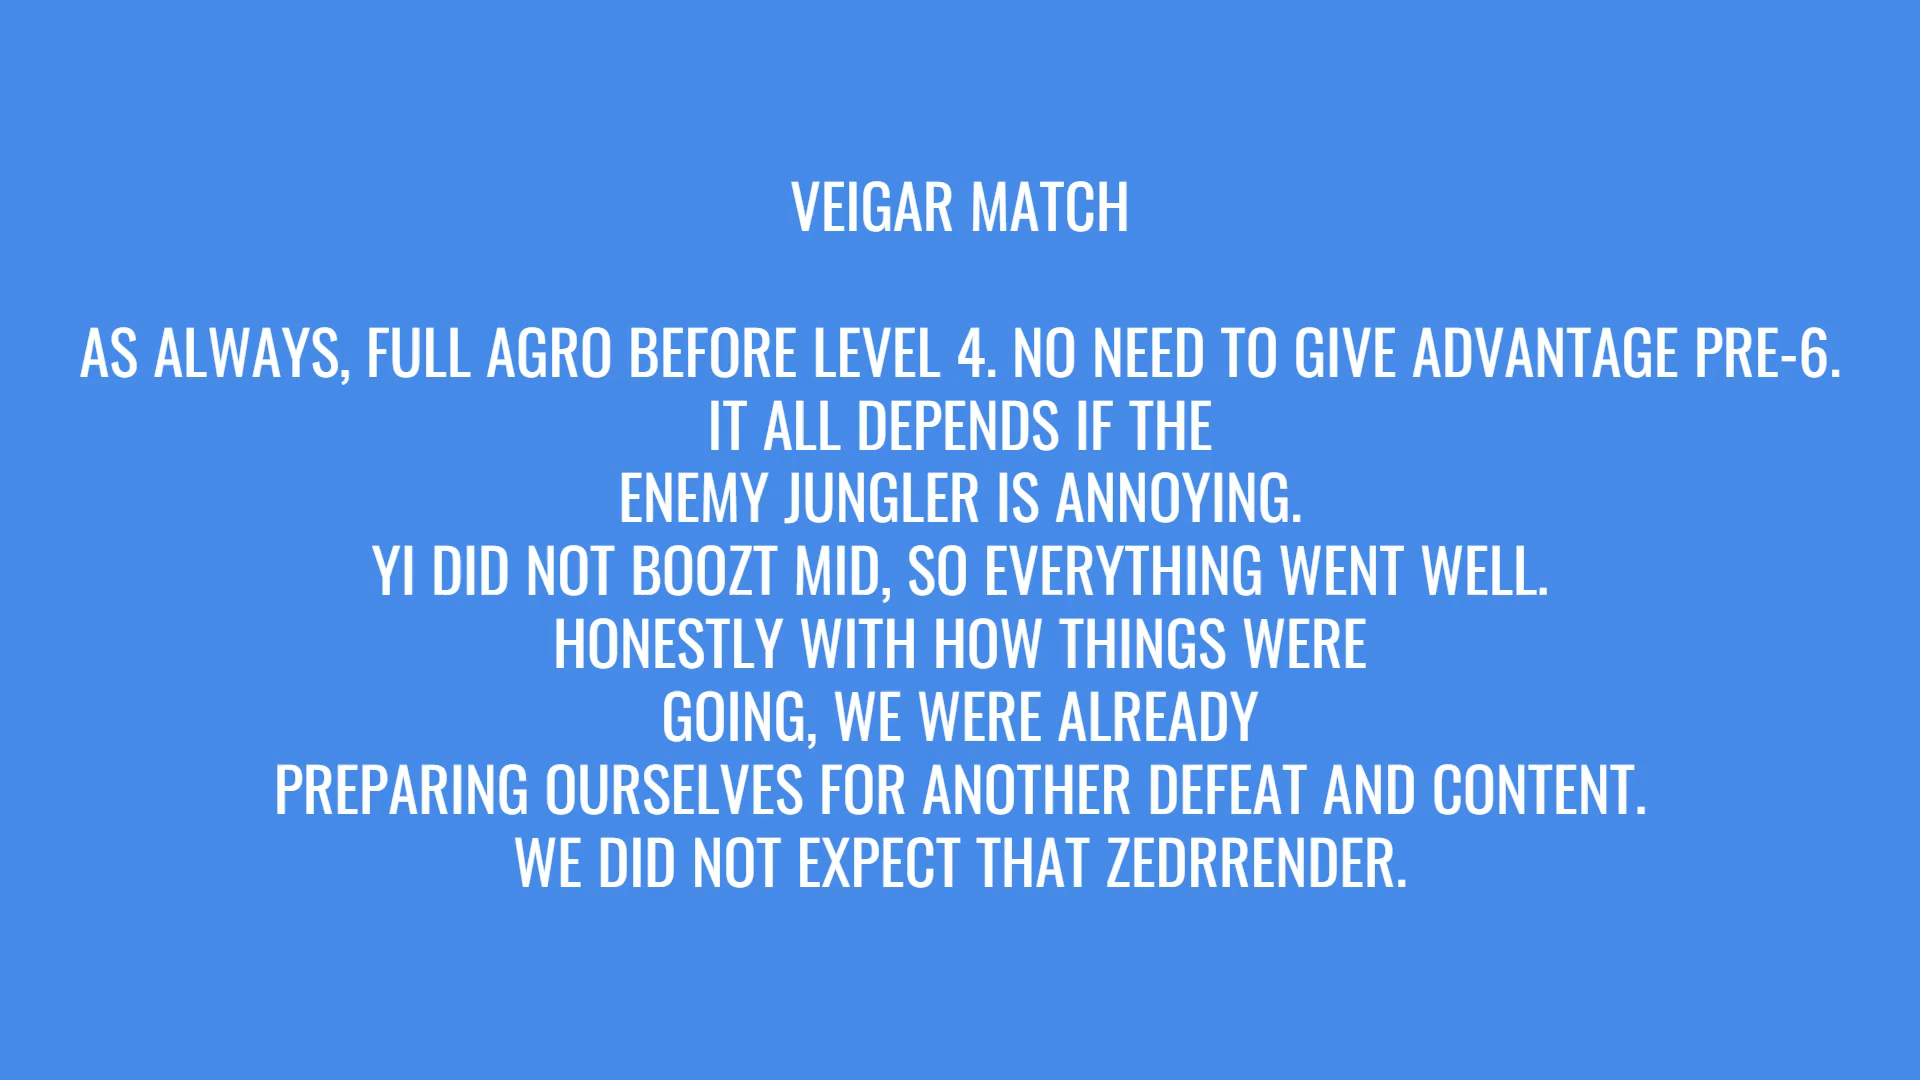 VEIGAR MATCH
AS ALWAYS, FULL AGRO BEFORE LEVEL 4. NO NEED TO GIVE ADVANTAGE PRE-6.
IT ALL DEPENDS IF THE
ENEMY JUNGLER IS ANNOYING.
YI DID NOT BOOZT MID, SO EVERYTHING WENT WELL.
HONESTLY WITH HOW THINGS WERE
GOING, WE WERE ALREADY
PREPARING OURSELVES FOR ANOTHER DEFEAT AND CONTENT.
WE DID NOT EXPECT THAT ZEDRRENDER.